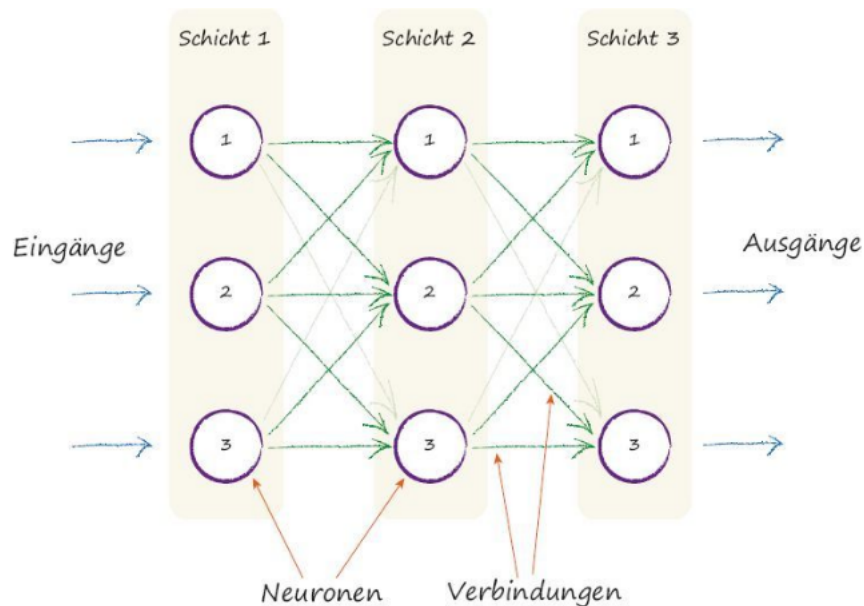 Schicht 1
Schicht 2
Schicht 3
1
1
1
Eingänge
Ausgänge
2
2
2
3
3
3
Neuronen
Verbindungen